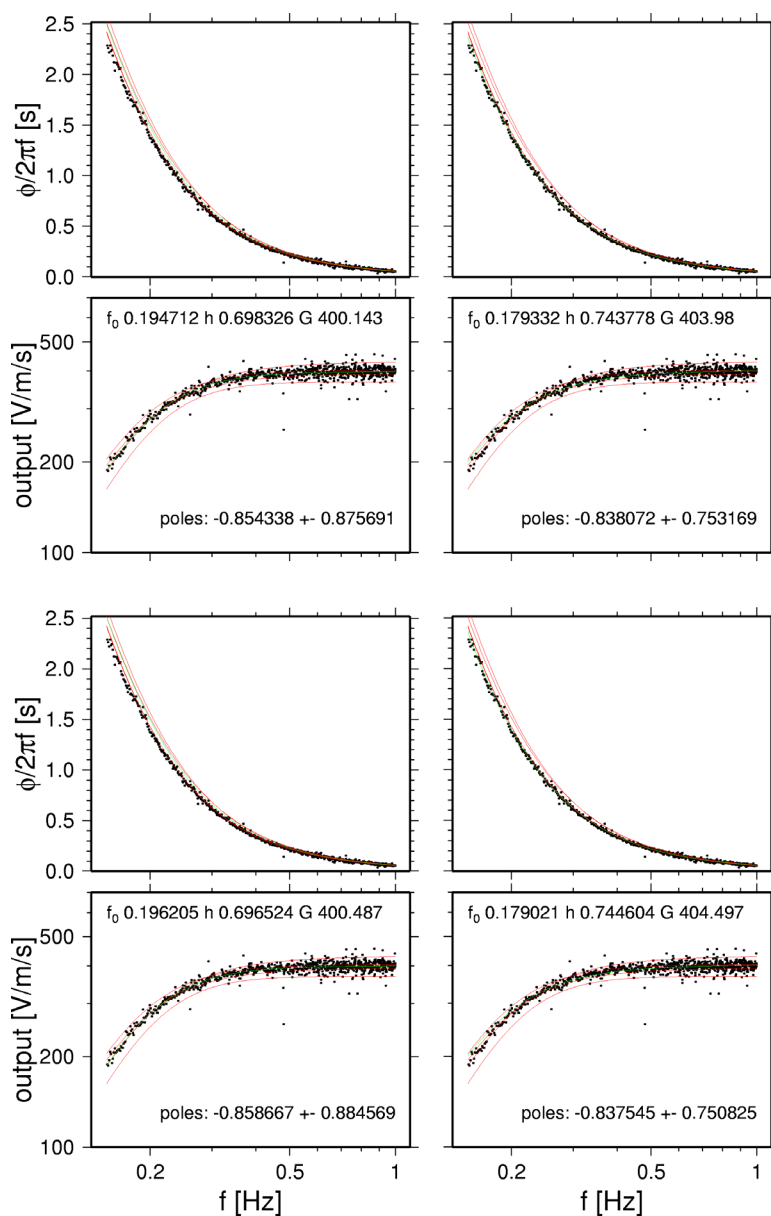 2.5
2.0
1.5
1.0
0.5
0.0
ϕ/2πf [s]
500
200
100
output [V/m/s]
f0 0.194712 h 0.698326 G 400.143
poles: -0.854338 +- 0.875691
f0 0.179332 h 0.743778 G 403.98
poles: -0.838072 +- 0.753169
2.5
2.0
1.5
1.0
0.5
0.0
ϕ/2πf [s]
500
200
100
output [V/m/s]
f0 0.196205 h 0.696524 G 400.487
poles: -0.858667 +- 0.884569
f0 0.179021 h 0.744604 G 404.497
poles: -0.837545 +- 0.750825
0.2 0.5 1
f [Hz]
0.2 0.5 1
f [Hz]